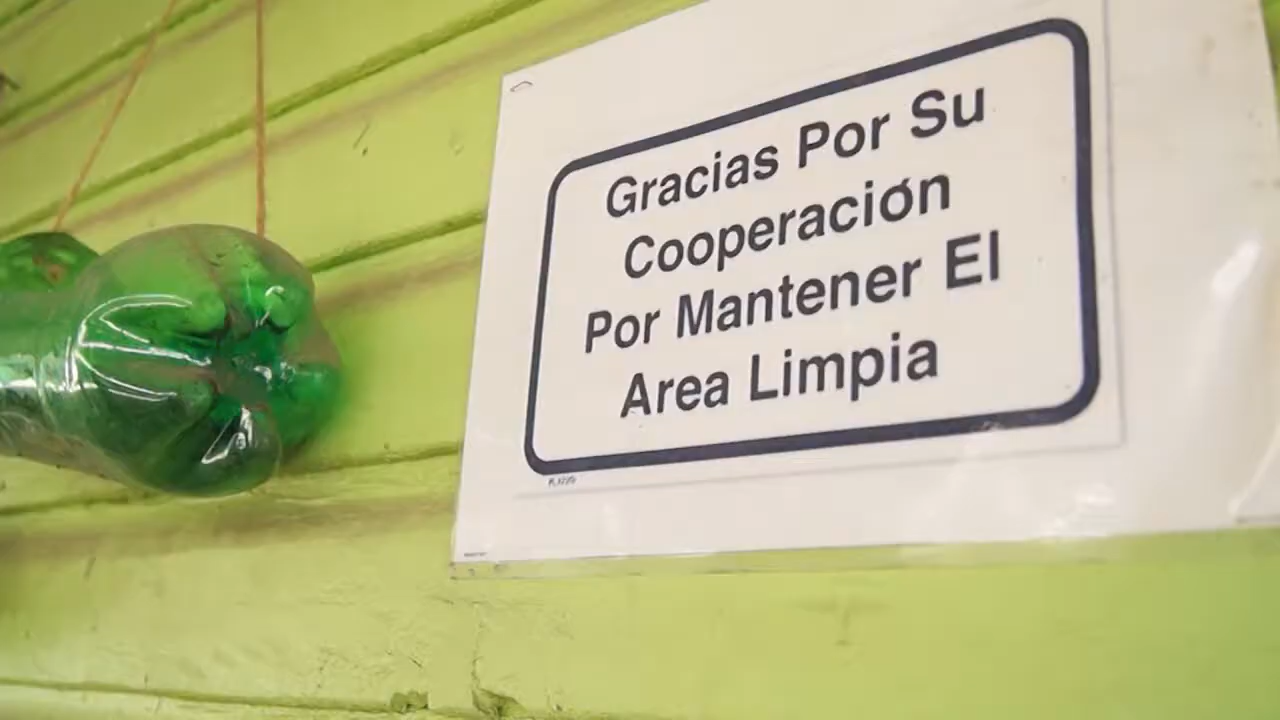 Gracias Por Su
Cooperación
Por Mantener El
Area Limpia